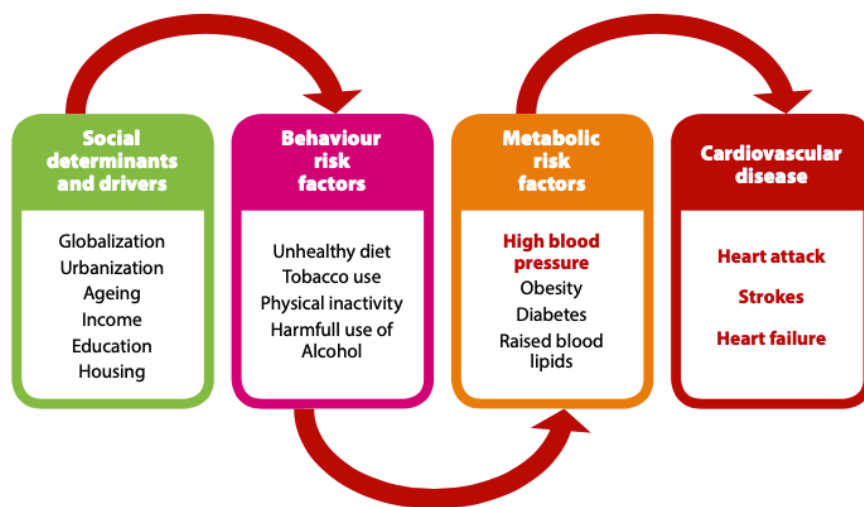 Social
determinants
and drivers
Globalization
Urbanization
Ageing
Income
Education
Housing
Behaviour
risk
factors
Unhealthy diet
Tobacco use
Physical inactivity
Harmfull use of
Alcohol
Metabolic
risk
factors
High blood
pressure
Obesity
Diabetes
Raised blood
lipids
Cardiovascular
disease
Heart attack
Strokes
Heart failure